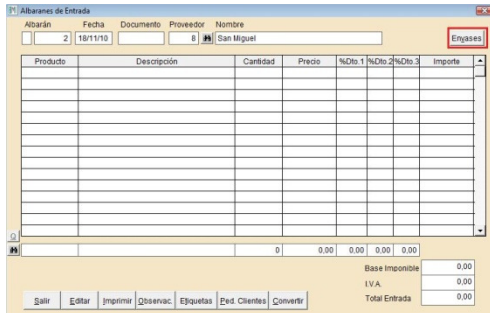 Albaranes de Entrada
Albarán Fecha Documento Proveedor Nombre
2 18/11/10 8 San Miguel Envases
Producto Descripción Cantidad Precio %Dto.1 %Dto.2 %Dto.3 Importe
Q
0 0,00 0,00 0,00 0,00
Base Imponible 0,00
I.V.A. 0,00
Total Entrada 0,00
Salir Editar Imprimir Observac. Etiquetas Ped. Clientes Convertir